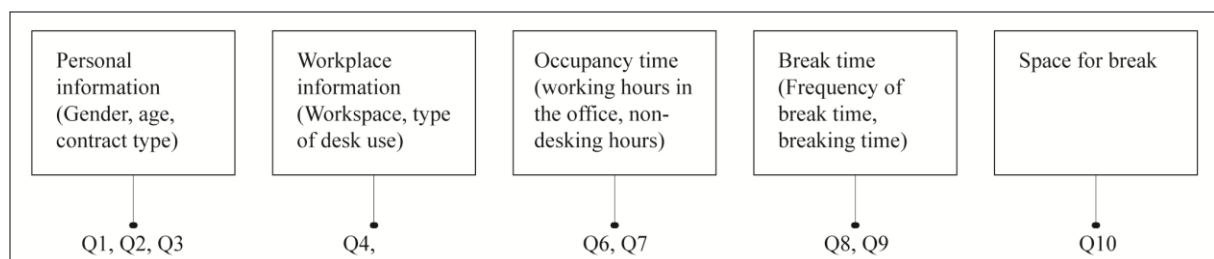 Personal
information
(Gender, age,
contract type)
Workplace
information
(Workspace, type
of desk use)
Occupancy time
(working hours in
the office, non-
desking hours)
Break time
(Frequency of
break time,
breaking time)
Space for break
Q1, Q2, Q3
Q4,
Q6, Q7
Q8, Q9
Q10